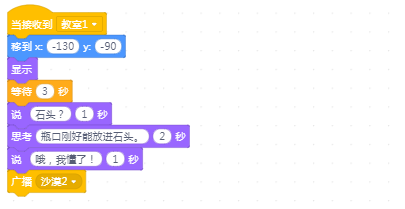 当接收到 教室1
移到 x: -130 y: -90
显示
等待 3 秒
说 石头？ 1 秒
思考 瓶口刚好能放进石头。 2 秒
说 哦，我懂了！ 1 秒
广播 沙漠2